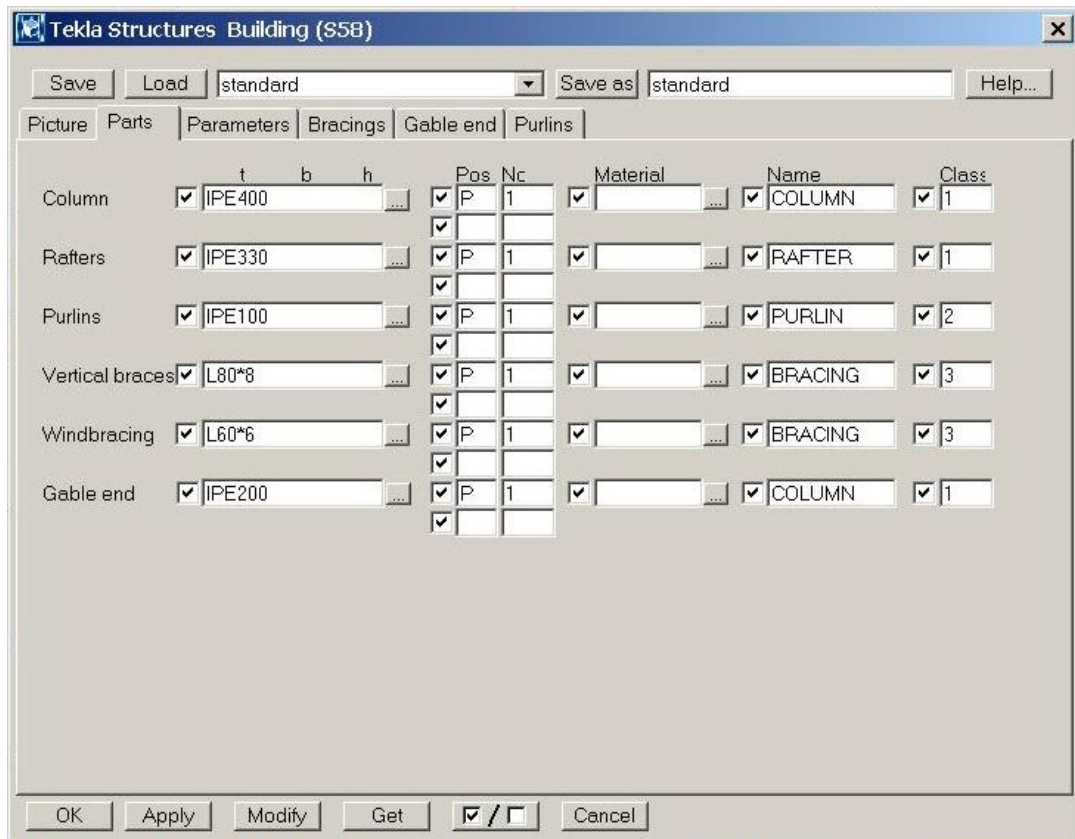 Tekla Structures Building (S58)
Save Load standard Save as standard Help...
Picture Parts Parameters Bracings Gable end Purlins
t b h Pos No Material Name Class
Column IPE400 ... P 1 ... COLUMN 1
Rafters IPE330 ... P 1 ... RAFTER 1
Purlins IPE100 ... P 1 ... PURLIN 2
Vertical braces L80*8 ... P 1 ... BRACING 3
Windbracing L60*6 ... P 1 ... BRACING 3
Gable end IPE200 ... P 1 ... COLUMN 1
OK Apply Modify Get / Cancel